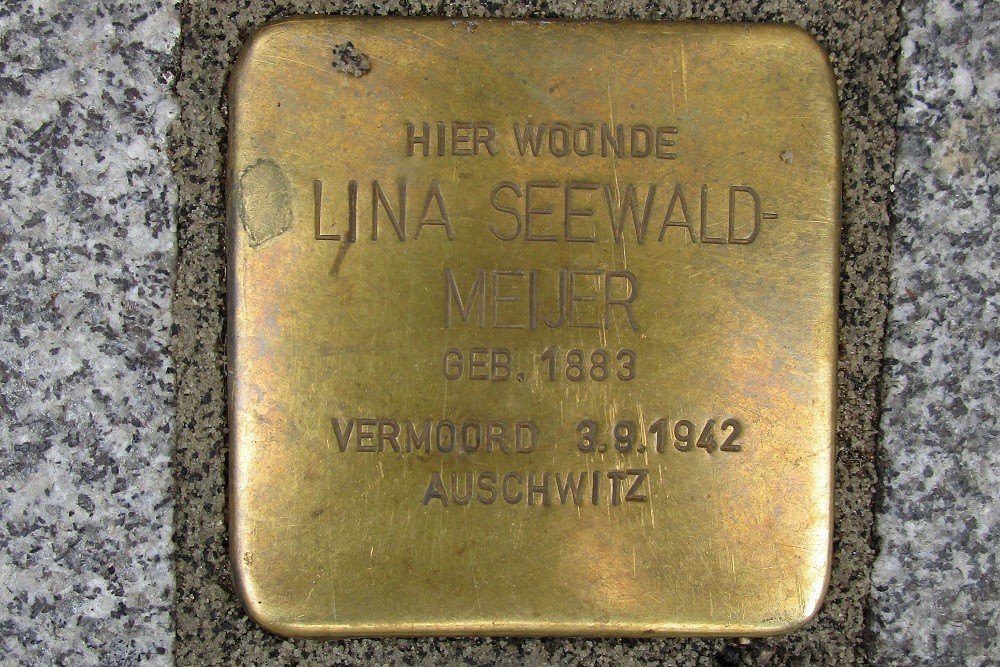 HIER WOONDE
LINA SEEWALD-
MEIJER
GEB. 1883
VERMOORD 3.9.1942
AUSCHWITZ